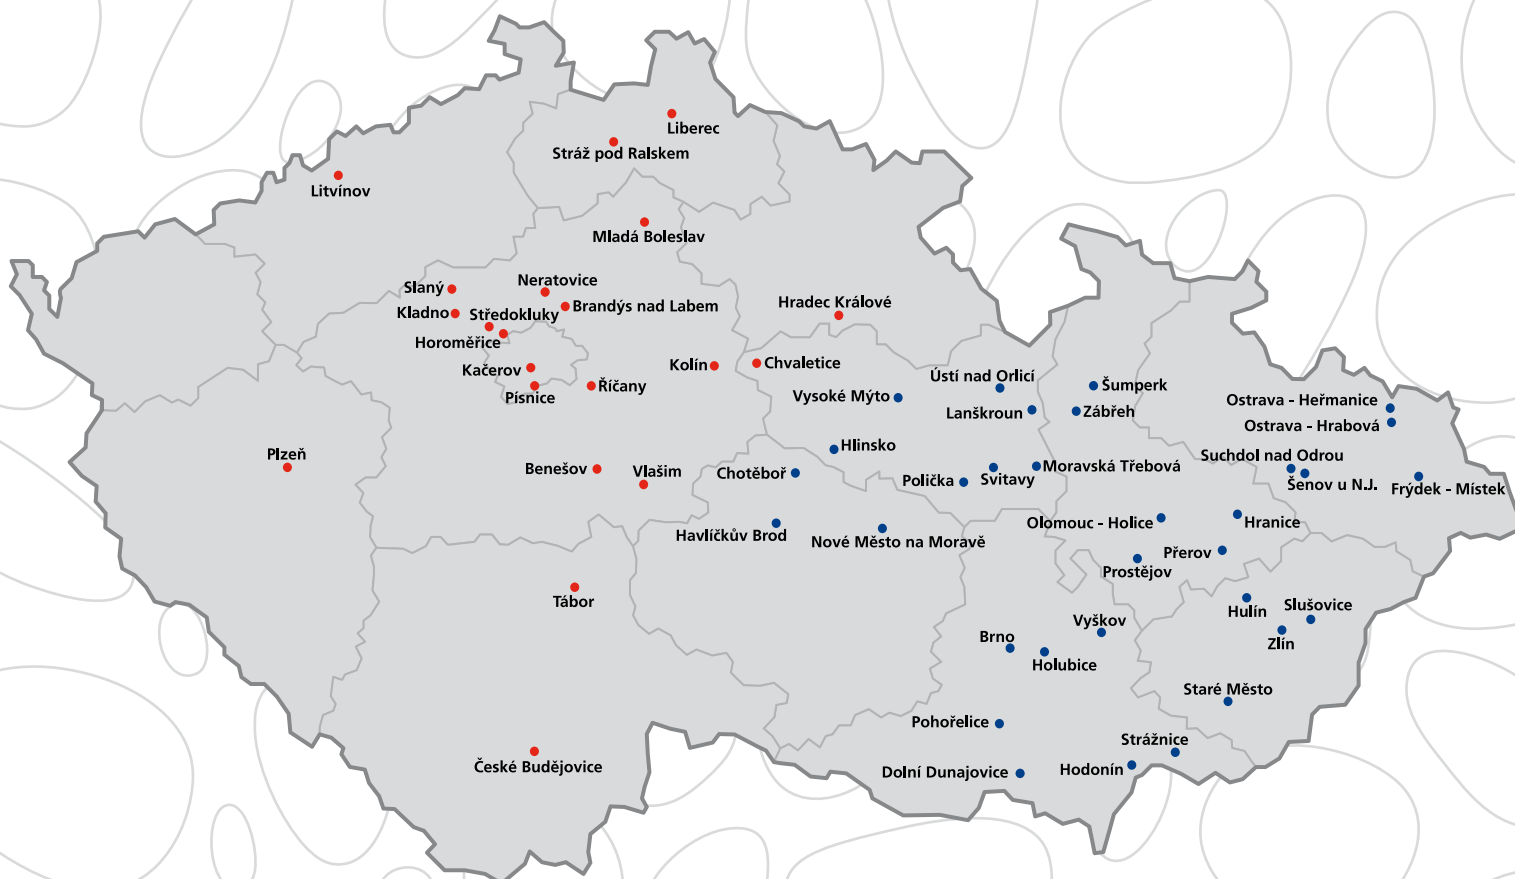 Liberec
Stráž pod Ralskem
Litvínov
Mladá Boleslav
Neratovice
Slaný
Brandýs nad Labem
Kladno
Středokluky
Hradec Králové
Horoměřice
Kolín
Chvaletice
Kačerov
Říčany
Písnice
Ústí nad Orlicí
Šumperk
Vysoké Mýto
Lanškroun
Zábřeh
Ostrava - Heřmanice
Ostrava - Hrabová
Hlinsko
Plzeň
Benešov
Vlašim
Chotěboř
Suchdol nad Odrou
Moravská Třebová
Polička
Svitavy
Šenov u N.J.
Frýdek - Místek
Olomouc - Holice
Hranice
Havlíčkův Brod
Nové Město na Moravě
Přerov
Prostějov
Tábor
Hulín
Slušovice
Vyškov
Brno
Zlín
Holubice
Staré Město
Pohořelice
Strážnice
České Budějovice
Dolní Dunajovice
Hodonín